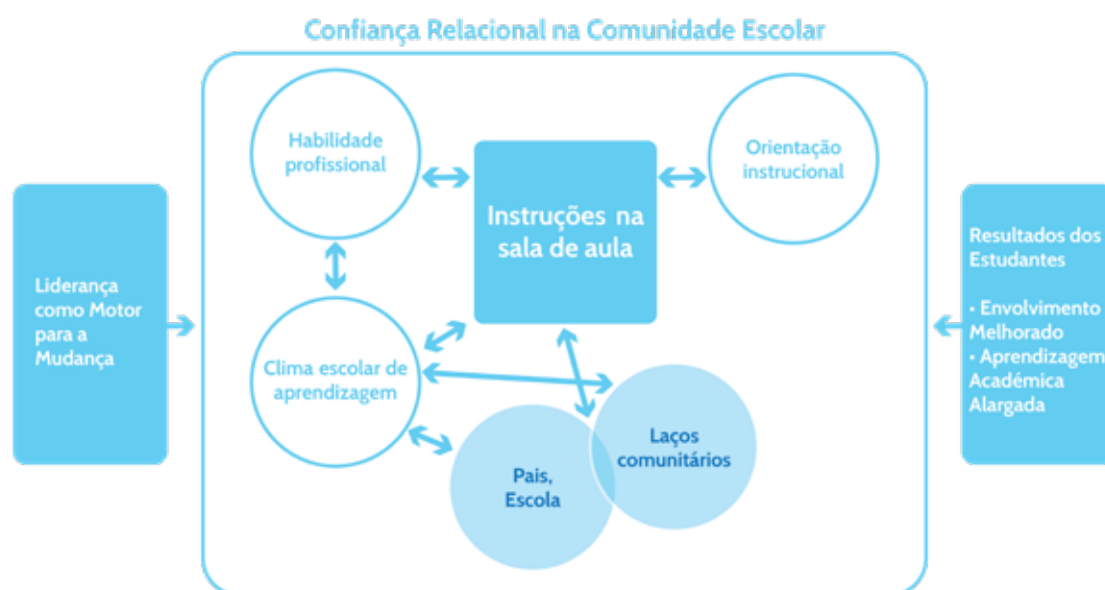 Confiança Relacional na Comunidade Escolar
Habilidade
profissional
Orientação
instrucional
Instruções na
sala de aula
Liderança
como Motor
para a
Mudança
Resultados dos
Estudantes
• Envolvimento
Melhorado
• Aprendizagem
Académica
Alargada
Clima escolar de
aprendizagem
Laços
comunitários
Pais,
Escola